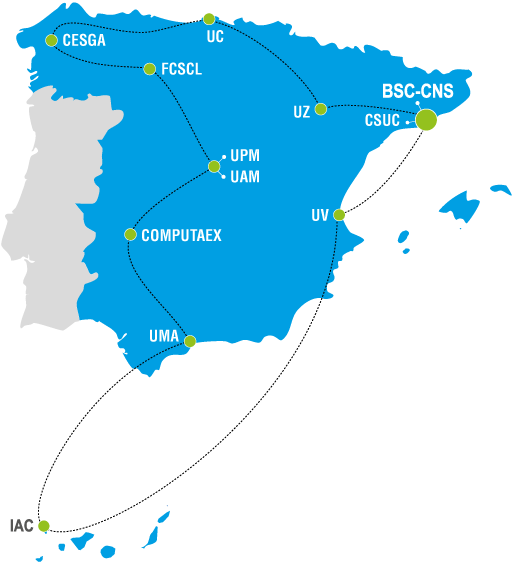 UC
CESGA
FCSCL
BSC-CNS
UZ
CSUC
UPM
UAM
UV
COMPUTAEX
UMA
IAC